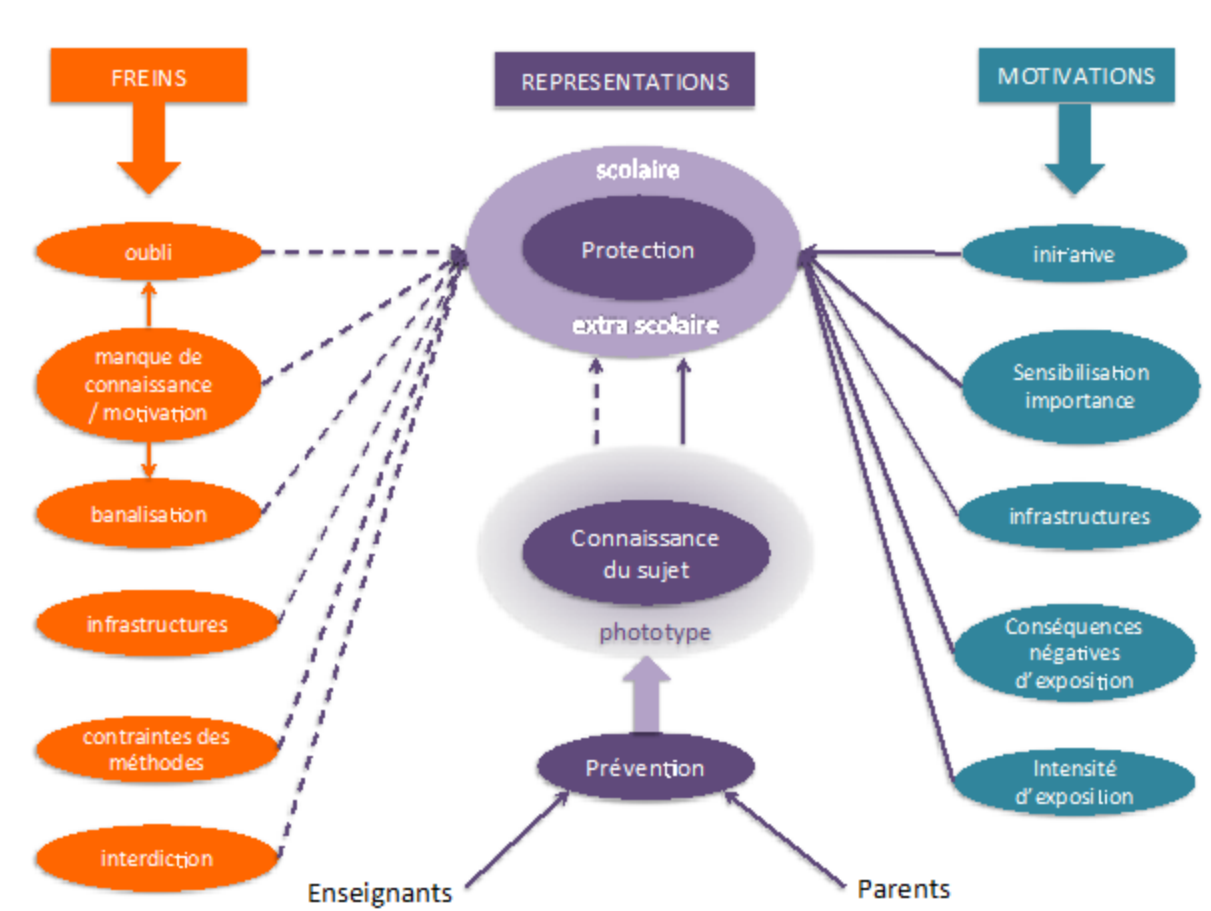 FREINS
REPRESENTATIONS
MOTIVATIONS
scolaire
Protection
extra scolaire
oubli
manque de
connaissance
/ motivation
banalisation
infrastructures
contraintes des
méthodes
interdiction
Connaissance
du sujet
phototype
Prévention
Enseignants
Parents
initiative
Sensibilisation
importance
infrastructures
Conséquences
négatives
d'exposition
Intensité
d'exposition